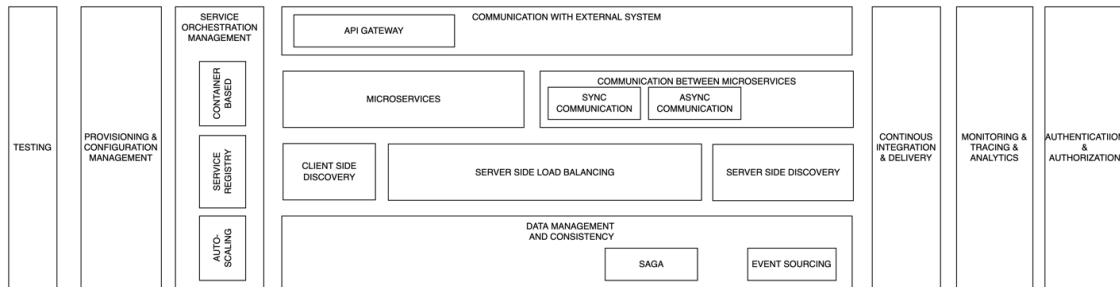 TESTING
PROVISIONING &
CONFIGURATION
MANAGEMENT
SERVICE
ORCHESTRATION
MANAGEMENT
CONTAINER
BASED
SERVICE
REGISTRY
AUTO-
SCALING
COMMUNICATION WITH EXTERNAL SYSTEM
API GATEWAY
MICROSERVICES
COMMUNICATION BETWEEN MICROSERVICES
SYNC
COMMUNICATION
ASYNC
COMMUNICATION
CLIENT SIDE
DISCOVERY
SERVER SIDE LOAD BALANCING
SERVER SIDE DISCOVERY
DATA MANAGEMENT
AND CONSISTENCY
SAGA
EVENT SOURCING
CONTINOUS
INTEGRATION
& DELIVERY
MONITORING &
TRACING &
ANALYTICS
AUTHENTICATIION
&
AUTHORIZATION